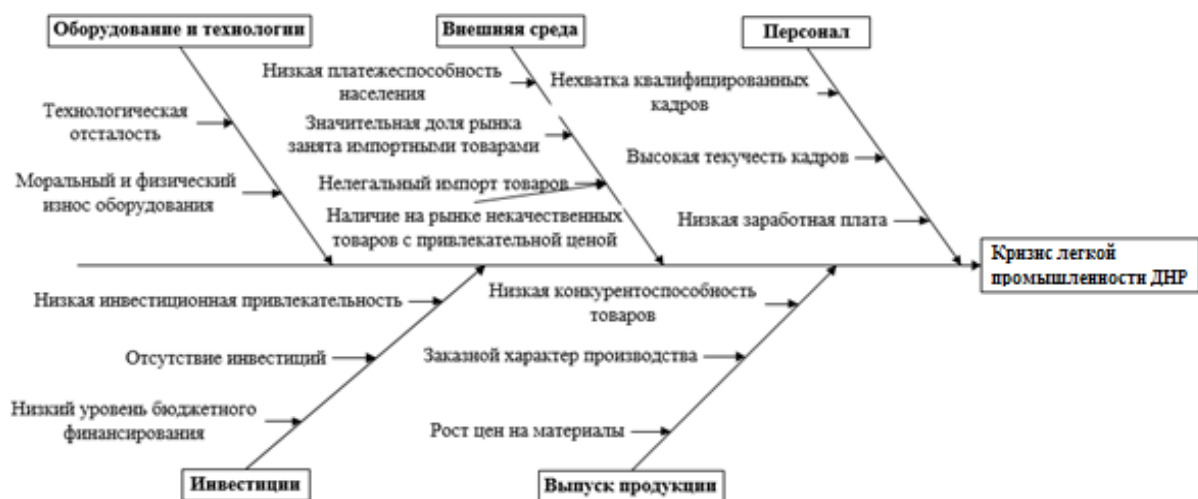 Оборудование и технологии
Внешняя среда
Персонал
Низкая платежеспособность
населения
Нехватка квалифицированных
кадров
Технологическая
отсталость
Значительная доля рынка
занята импортными товарами
Высокая текучесть кадров
Моральный и физический
износ оборудования
Нелегальный импорт товаров
Наличие на рынке некачественных
товаров с привлекательной ценой
Низкая заработная плата
Кризис легкой
промышленности ДНР
Низкая инвестиционная привлекательность
Низкая конкурентоспособность
товаров
Отсутствие инвестиций
Заказной характер производства
Низкий уровень бюджетного
финансирования
Рост цен на материалы
Инвестиции
Выпуск продукции